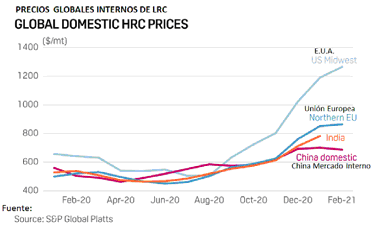 PRECIOS GLOBALES INTERNOS DE LRC
GLOBAL DOMESTIC HRC PRICES
($/mt)
1400
1200
1000
800
600
400
E.U.A.
US Midwest
Unión Europea
Northern EU
India
China domestic
China Mercado Interno
Feb-20 Apr-20 Jun-20 Aug-20 Oct-20 Dec-20 Feb-21
Fuente:
Source: S&P Global Platts